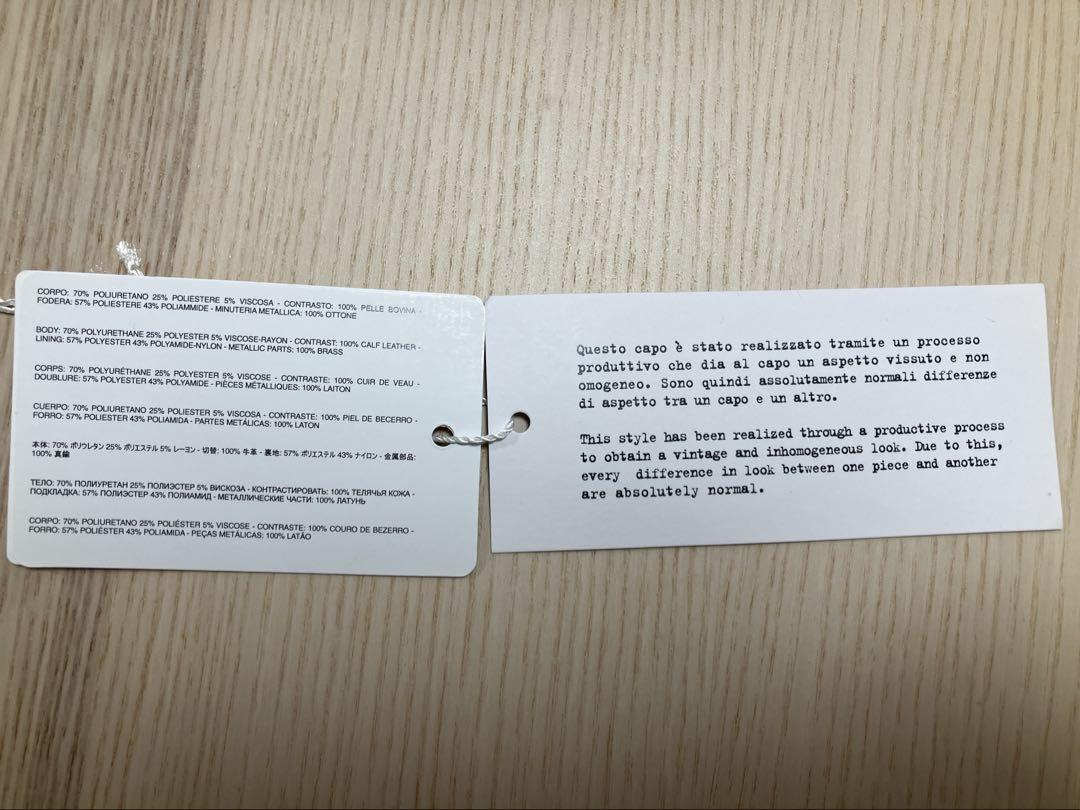 CORPO: 70% POLIURETANO 25% POLIESTERE 5% VISCOSA - CONTRASTO: 100% PELLE BOVINA -
FODERA: 57% POLIESTERE 43% POLIAMMIDE - MINUTERIA METALLICA: 100% OTTONE
BODY: 70% POLYURETHANE 25% POLYESTER 5% VISCOSE-RAYON - CONTRAST: 100% CALF LEATHER -
LINING: 57% POLYESTER 43% POLYAMIDE-NYLON - METALLIC PARTS: 100% BRASS
CORPS: 70% POLYURÉTHANE 25% POLYESTER 5% VISCOSE - CONTRASTE: 100% CUIR DE VEAU -
DOUBLURE: 57% POLYESTER 43% POLYAMIDE - PIÈCES MÉTALLIQUES: 100% LAITON
CUERPO: 70% POLIURETANO 25% POLIESTER 5% VISCOSA - CONTRASTE: 100% PIEL DE BECERRO -
FORRO: 57% POLIESTER 43% POLIAMIDA - PARTES METÁLICAS: 100% LATON
本体: 70% ポリウレタン 25% ポリエステル 5% レーヨン - 切替: 100% 牛革 - 裏地: 57% ポリエステル 43% ナイロン - 金属部品:
100% 真鍮
ТЕЛО: 70% ПОЛИУРЕТАН 25% ПОЛИЭСТЕР 5% ВИСКОЗА - КОНТРАСТИРОВАТЬ: 100% ТЕЛЯЧЬЯ КОЖА -
ПОДКЛАДКА: 57% ПОЛИЭСТЕР 43% ПОЛИАМИД - МЕТАЛЛИЧЕСКИЕ ЧАСТИ: 100% ЛАТУНЬ
CORPO: 70% POLIURETANO 25% POLIÉSTER 5% VISCOSE - CONTRASTE: 100% COURO DE BEZERRO -
FORRO: 57% POLIÉSTER 43% POLIAMIDA - PEÇAS METÁLICAS: 100% LATÃO
Questo capo è stato realizzato tramite un processo
produttivo che dia al capo un aspetto vissuto e non
omogeneo. Sono quindi assolutamente normali differenze
di aspetto tra un capo e un altro.
This style has been realized through a productive process
to obtain a vintage and inhomogeneous look. Due to this,
every difference in look between one piece and another
are absolutely normal.